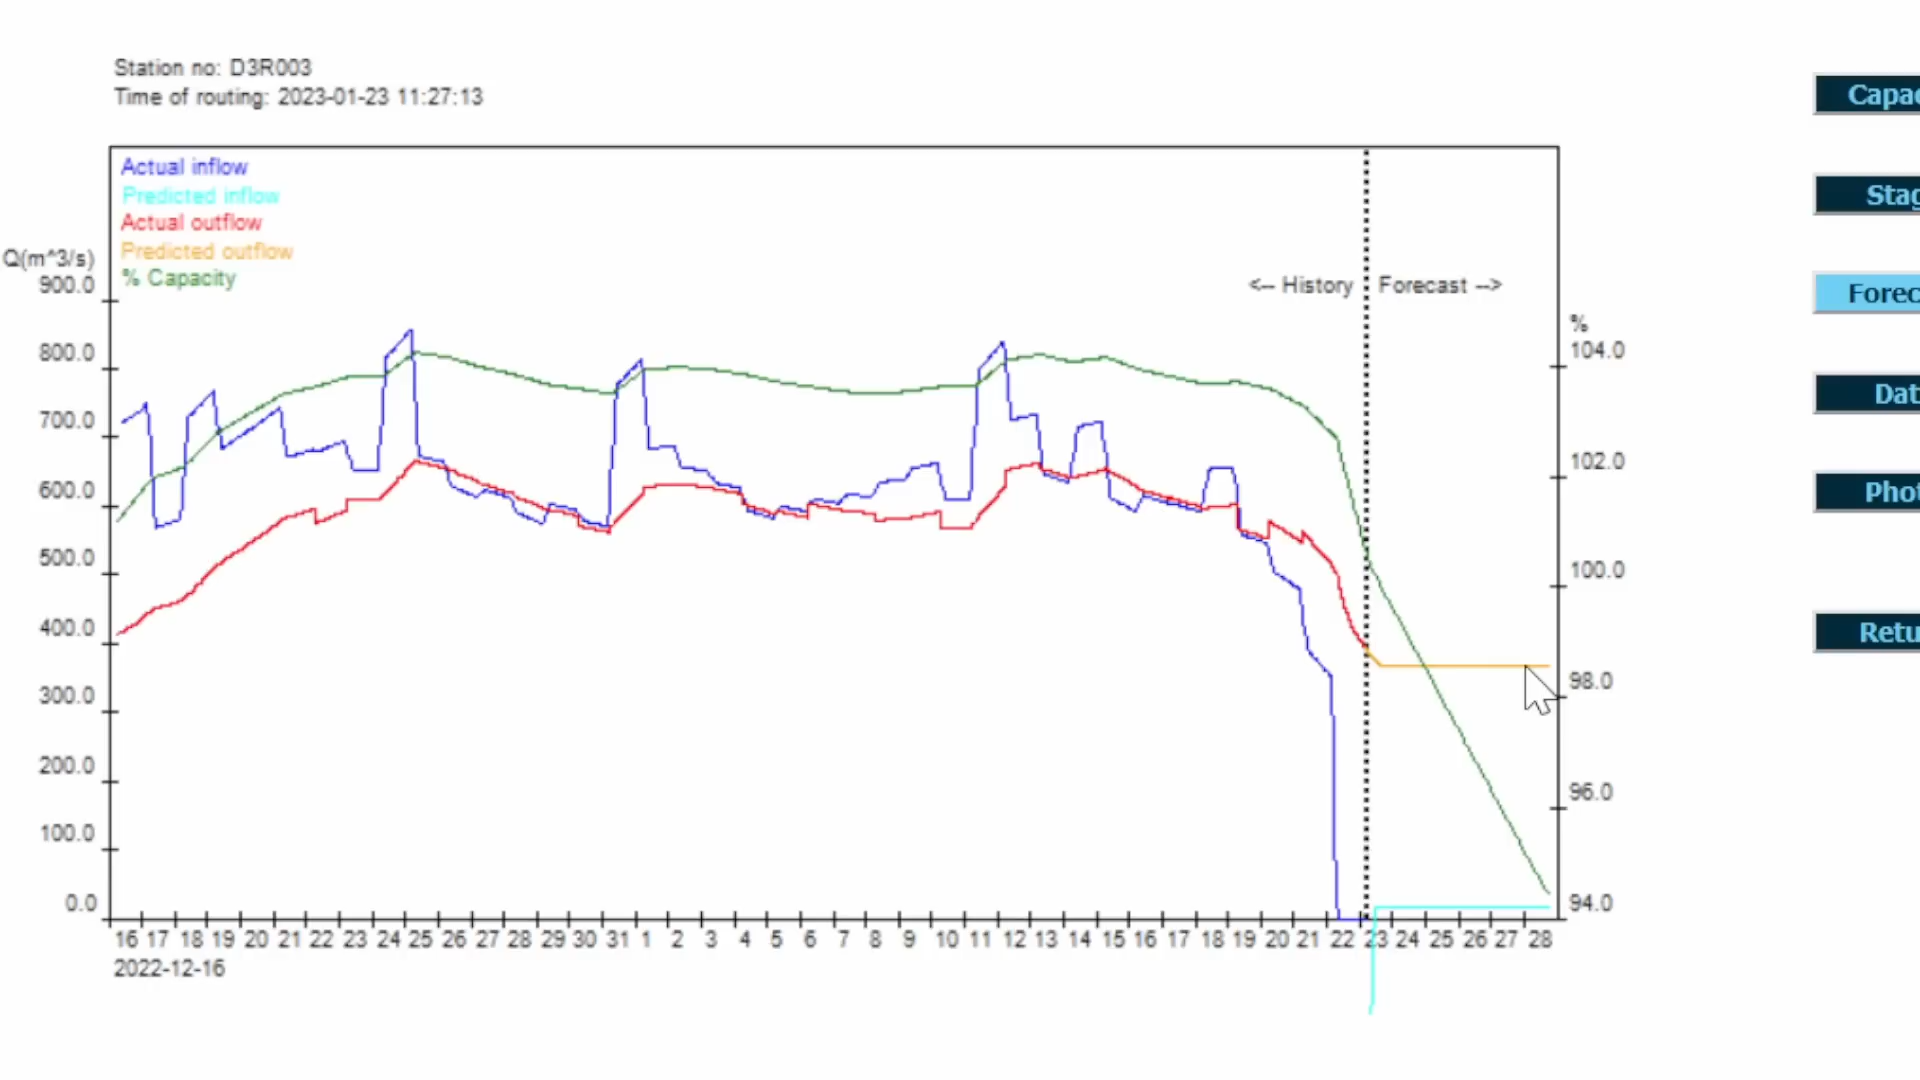 Station no: D3R003
Time of routing: 2023-01-23 11:27:13
Actual inflow
Predicted inflow
Actual outflow
Predicted outflow
% Capacity
Q(m^3/s)
900.0
800.0
700.0
600.0
500.0
400.0
300.0
200.0
100.0
0.0
<-- History
Forecast -->
%
104.0
102.0
100.0
98.0
96.0
94.0
16 17 18 19 20 21 22 23 24 25 26 27 28 29 30 31 1 2 3 4 5 6 7 8 9 10 11 12 13 14 15 16 17 18 19 20 21 22 23 24 25 26 27 28
2022-12-16
Capac
Stag
Forec
Dat
Phot
Retu